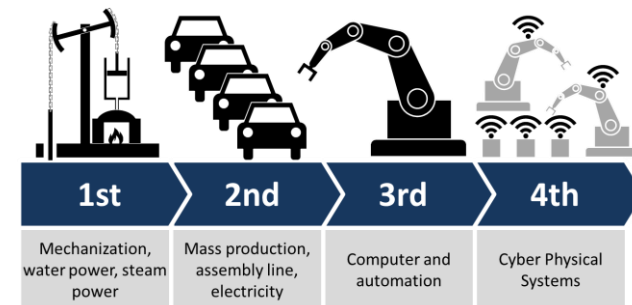 1st
2nd
3rd
4th
Mechanization,
water power, steam
power
Mass production,
assembly line,
electricity
Computer and
automation
Cyber Physical
Systems